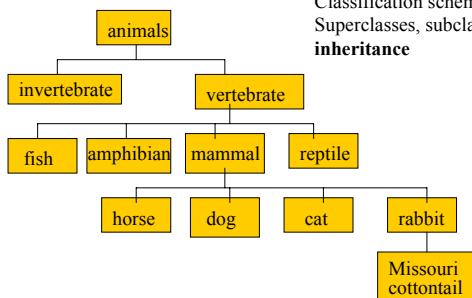 Classification schem
Superclasses, subcla
inheritance
animals
invertebrate
vertebrate
fish
amphibian
mammal
reptile
horse
dog
cat
rabbit
Missouri
cottontail